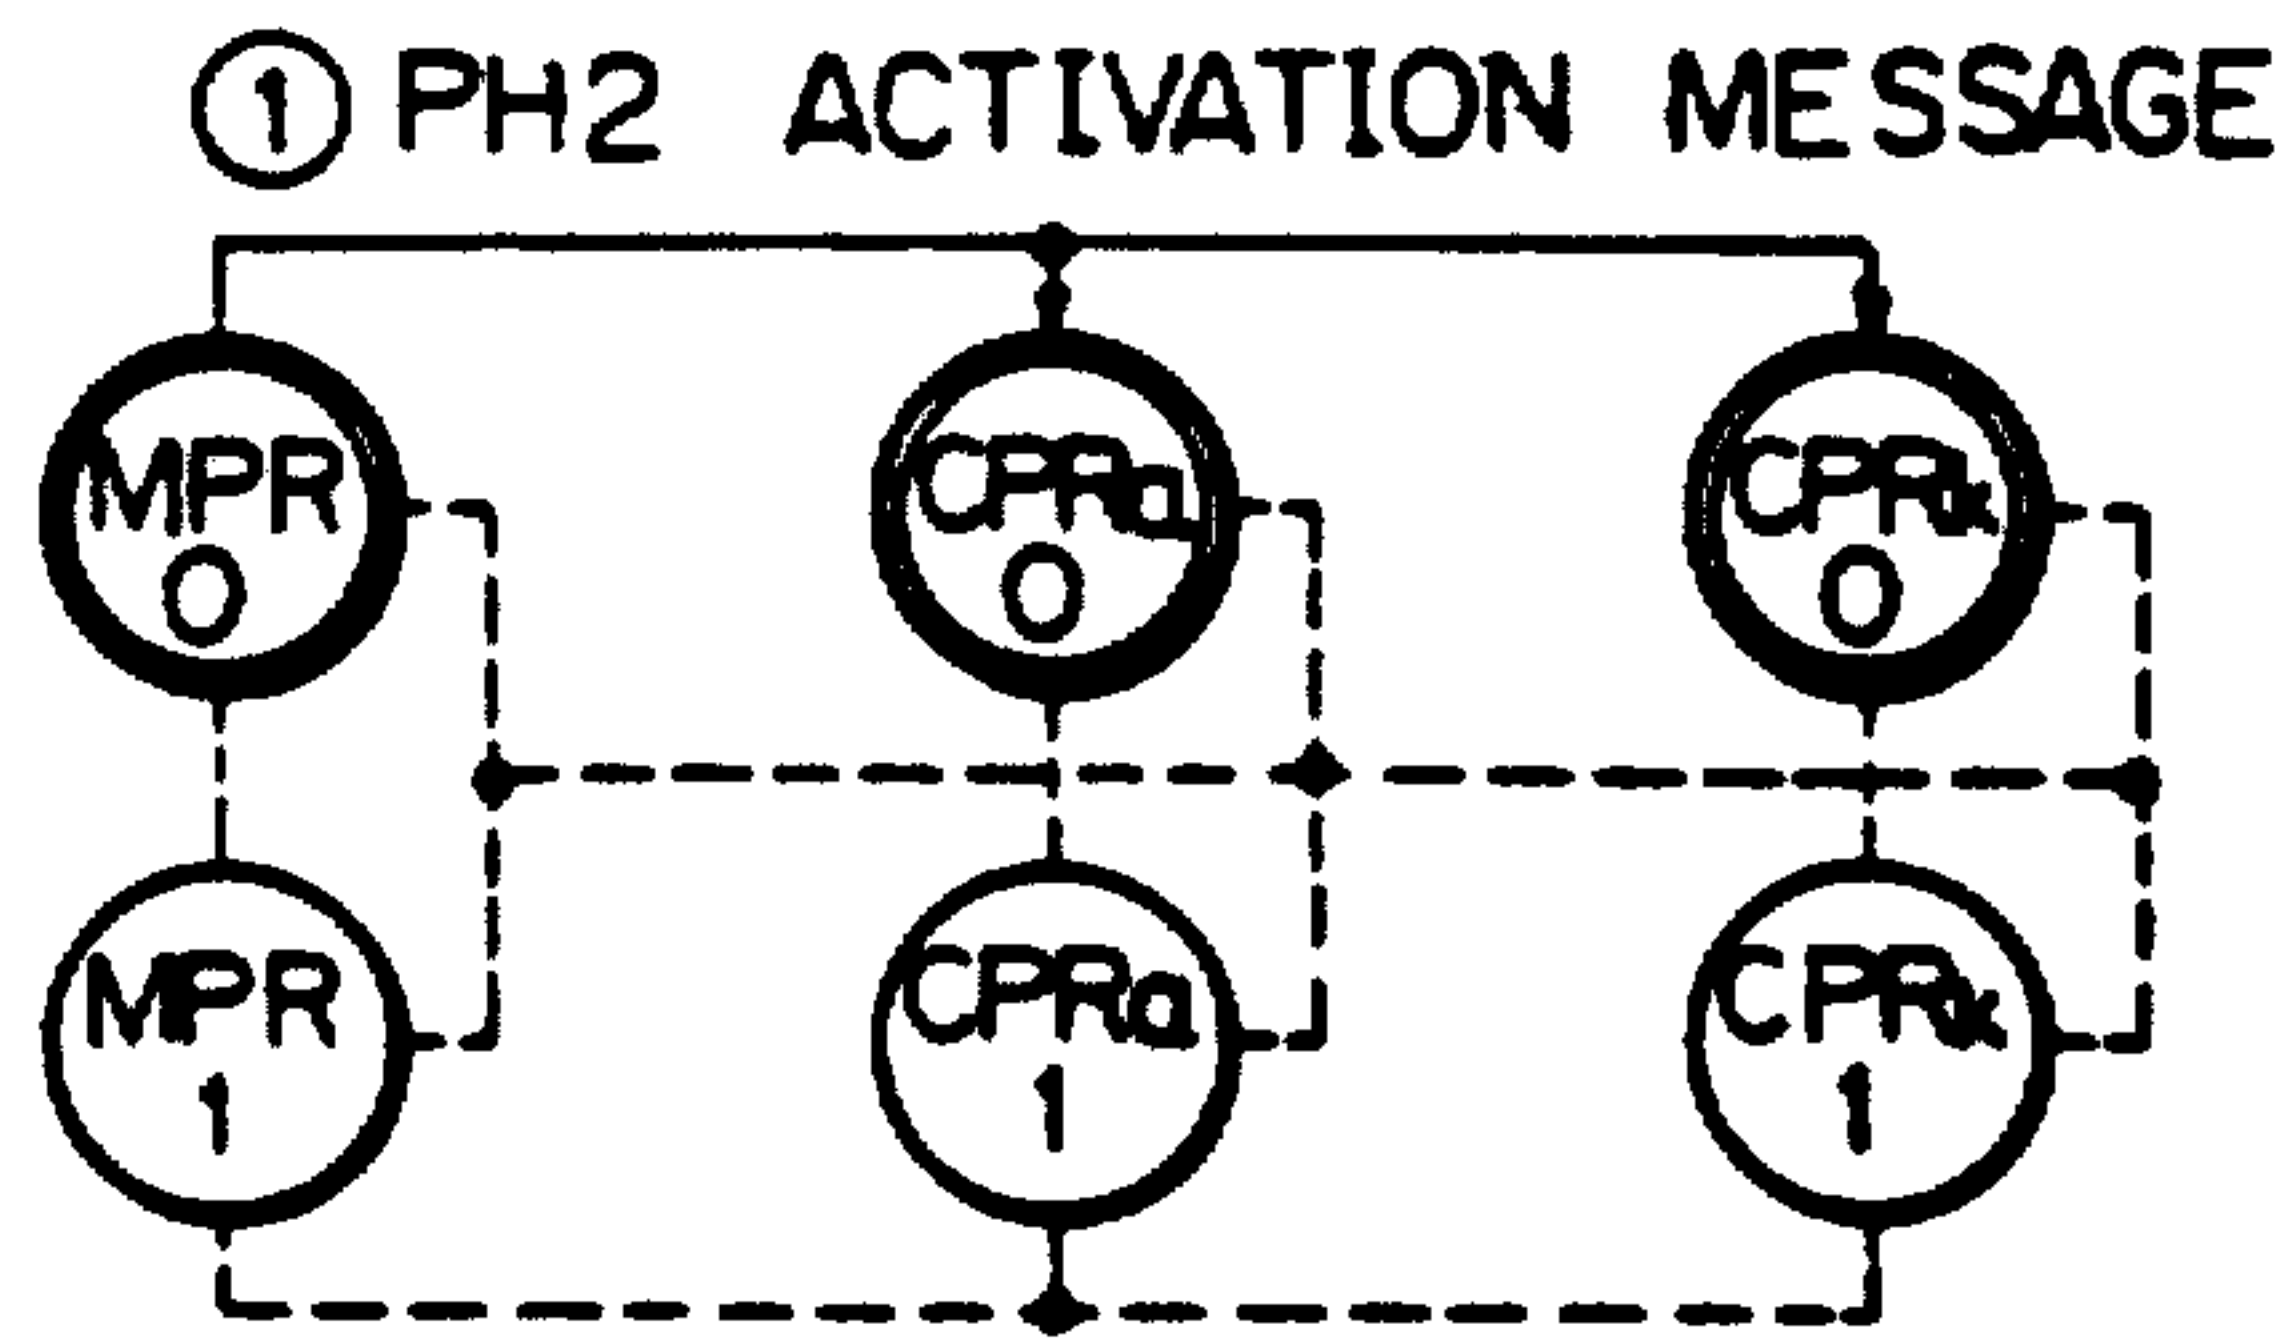 1 PH2 ACTIVATION MESSAGE
MPR CPRa CPRk
0 0 0
MPR CPRa CPRk
1 1 1